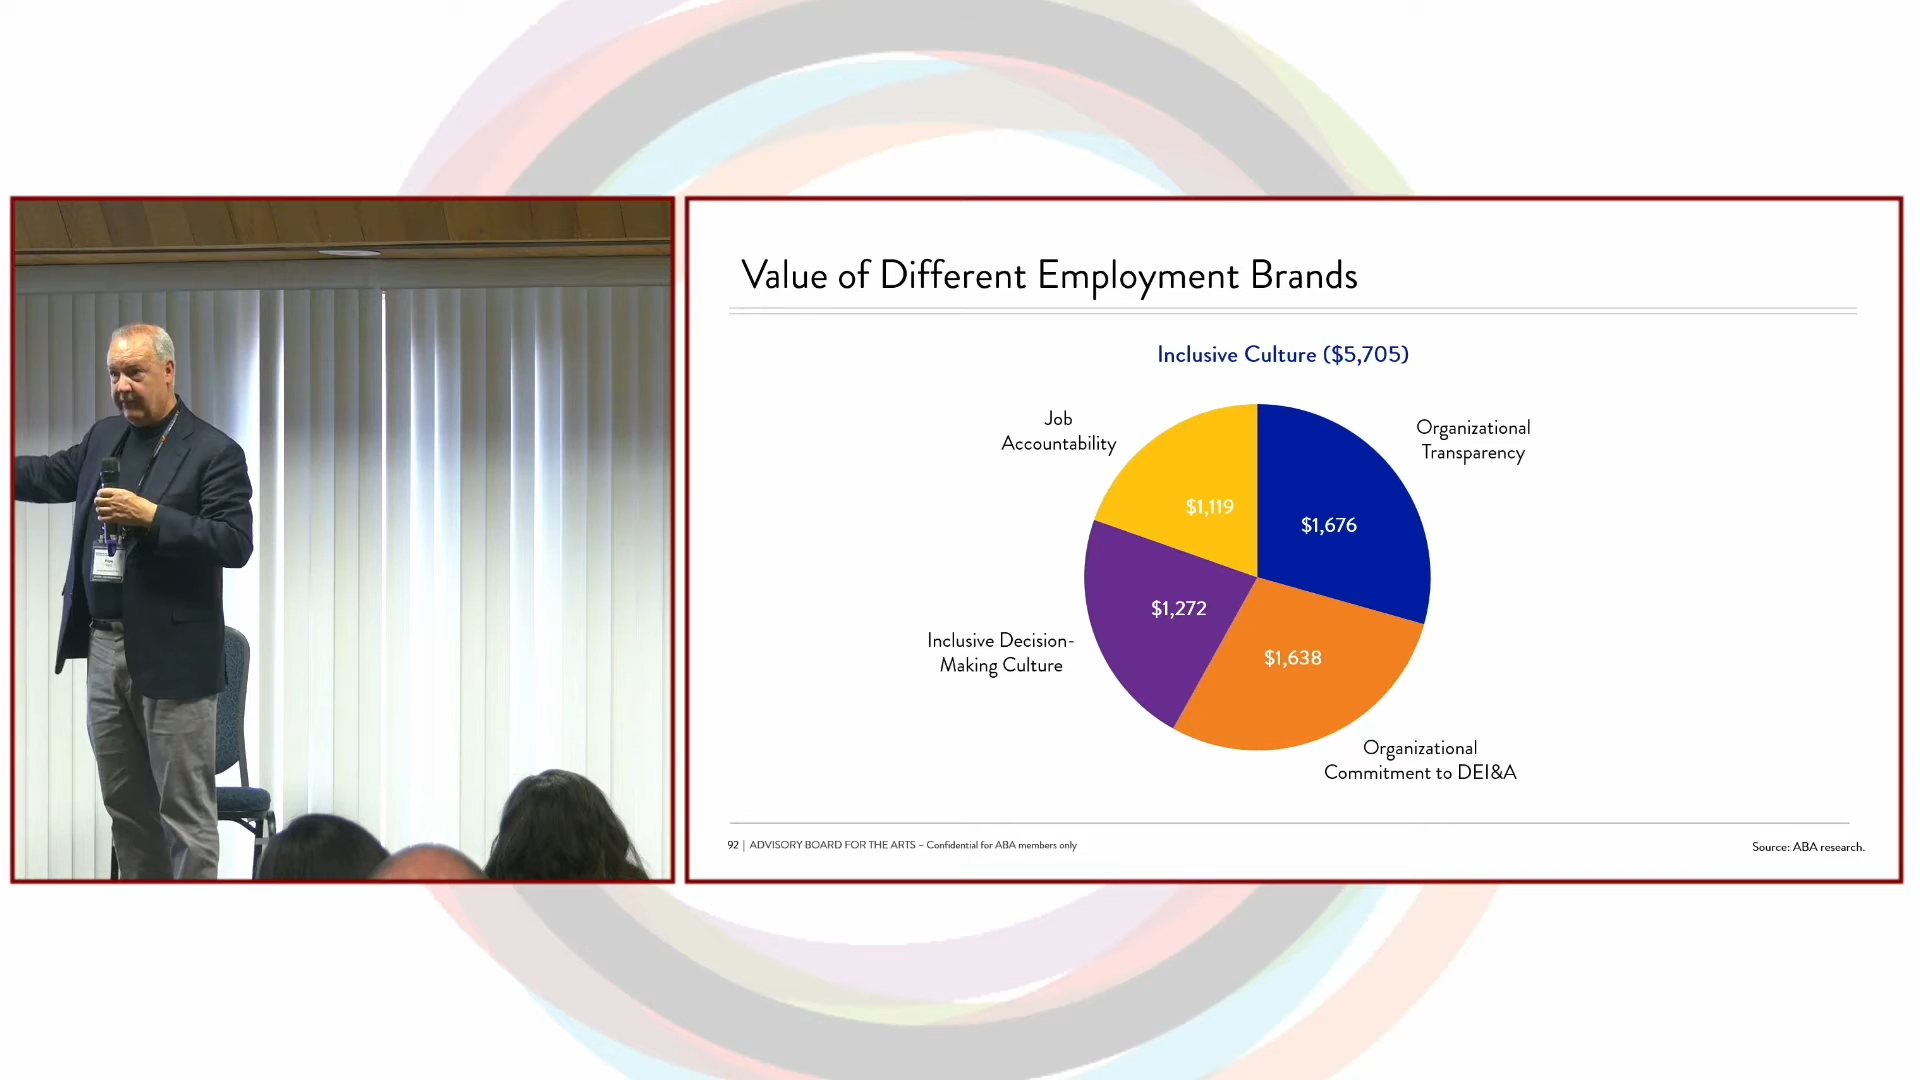 Value of Different Employment Brands
Inclusive Culture ($5,705)
Job
Accountability
Organizational
Transparency
$1,119
$1,676
$1,272
$1,638
Inclusive Decision-
Making Culture
Organizational
Commitment to DEI&A
92 | ADVISORY BOARD FOR THE ARTS – Confidential for ABA members only
Source: ABA research.